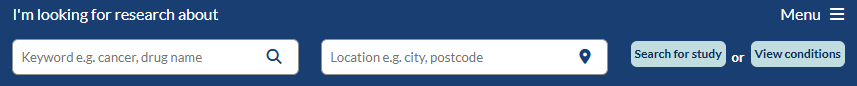 I'm looking for research about
Menu
Keyword e.g. cancer, drug name
Location e.g. city, postcode
Search for study or View conditions